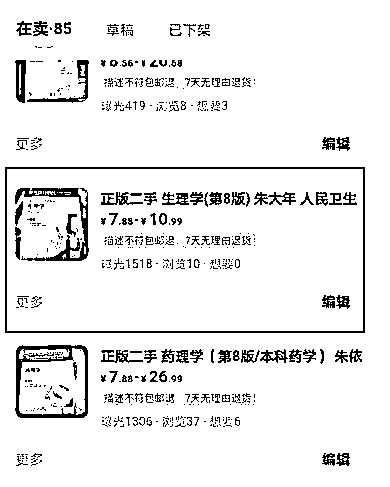 在卖·85 草稿 已下架
¥6.56-¥20.58
描述不符包邮退 7天无理由退货
曝光419 · 浏览8 · 想要3
更多 编辑
正版二手 生理学(第8版) 朱大年 人民卫生
¥7.88-¥10.99
描述不符包邮退 7天无理由退货
曝光1518 · 浏览10 · 想要0
更多 编辑
正版二手 药理学(第8版/本科药学) 朱依
¥7.88-¥26.99
描述不符包邮退 7天无理由退货
曝光1306 · 浏览37 · 想要6
更多 编辑